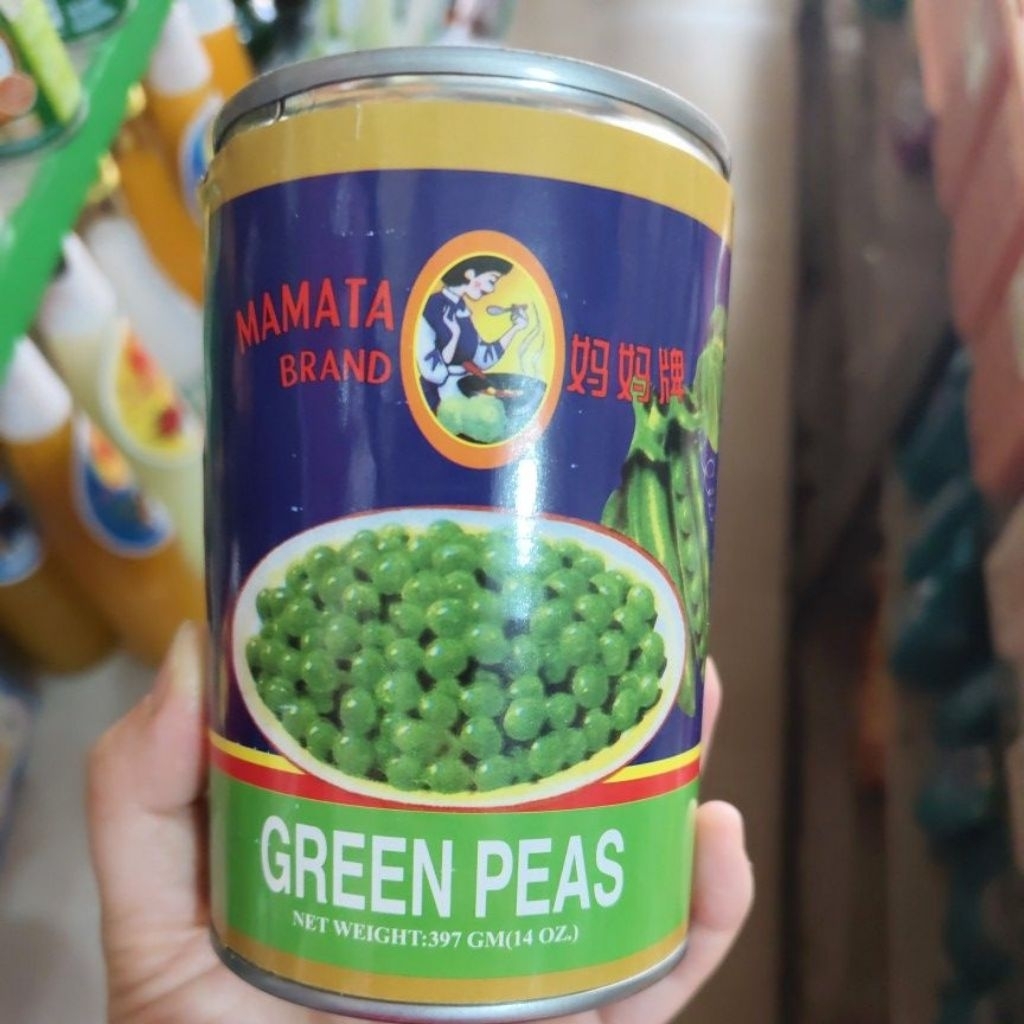 MAMATA
BRAND
妈妈牌
GREEN PEAS
NET WEIGHT:397 GM(14 OZ.)